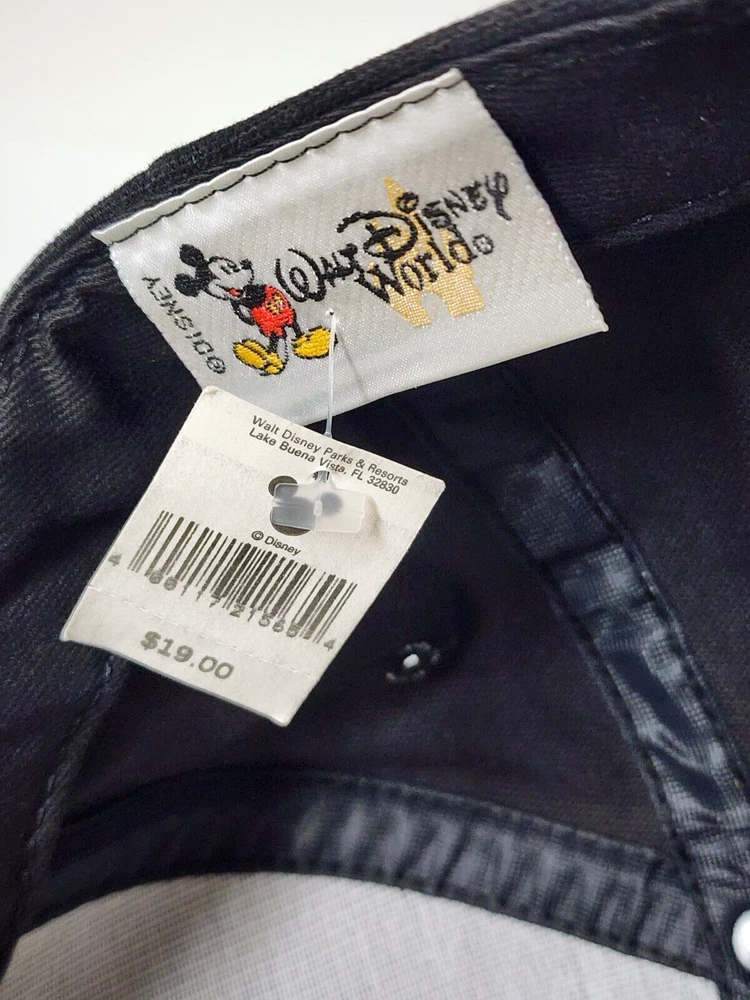 ©DISNEY
WALT DISNEY
World®
Walt Disney Parks & Resorts
Lake Buena Vista, FL 32830
© Disney
$19.00